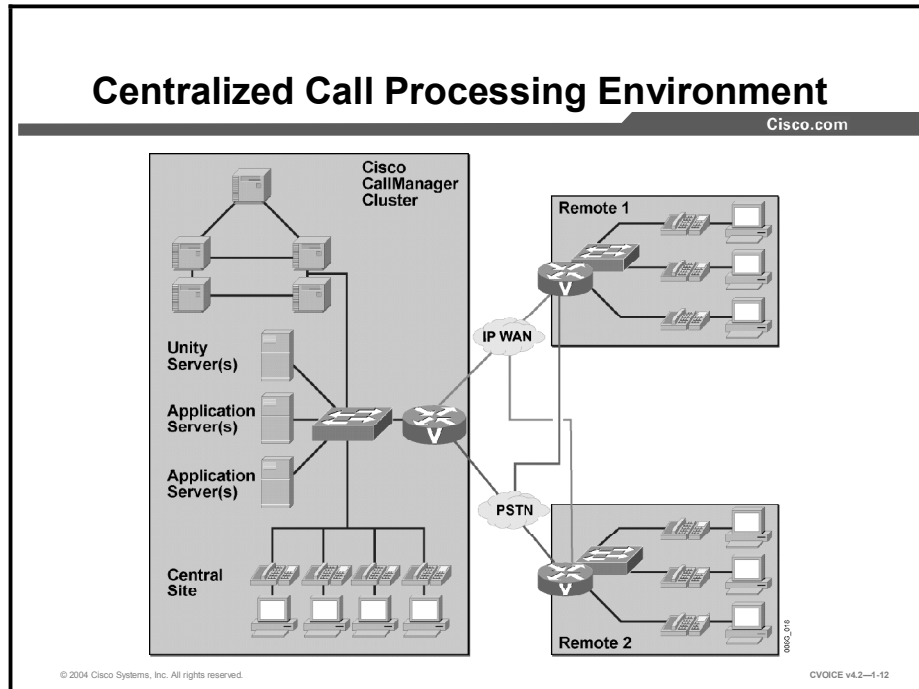 Centralized Call Processing Environment
Cisco.com
Cisco
CallManager
Cluster
Remote 1
V
IP WAN
Unity
Server(s)
Application
Server(s)
V
Application
Server(s)
PSTN
Central
Site
V
Remote 2
008G_018
© 2004 Cisco Systems, Inc. All rights reserved.
CVOICE v4.2—1-12